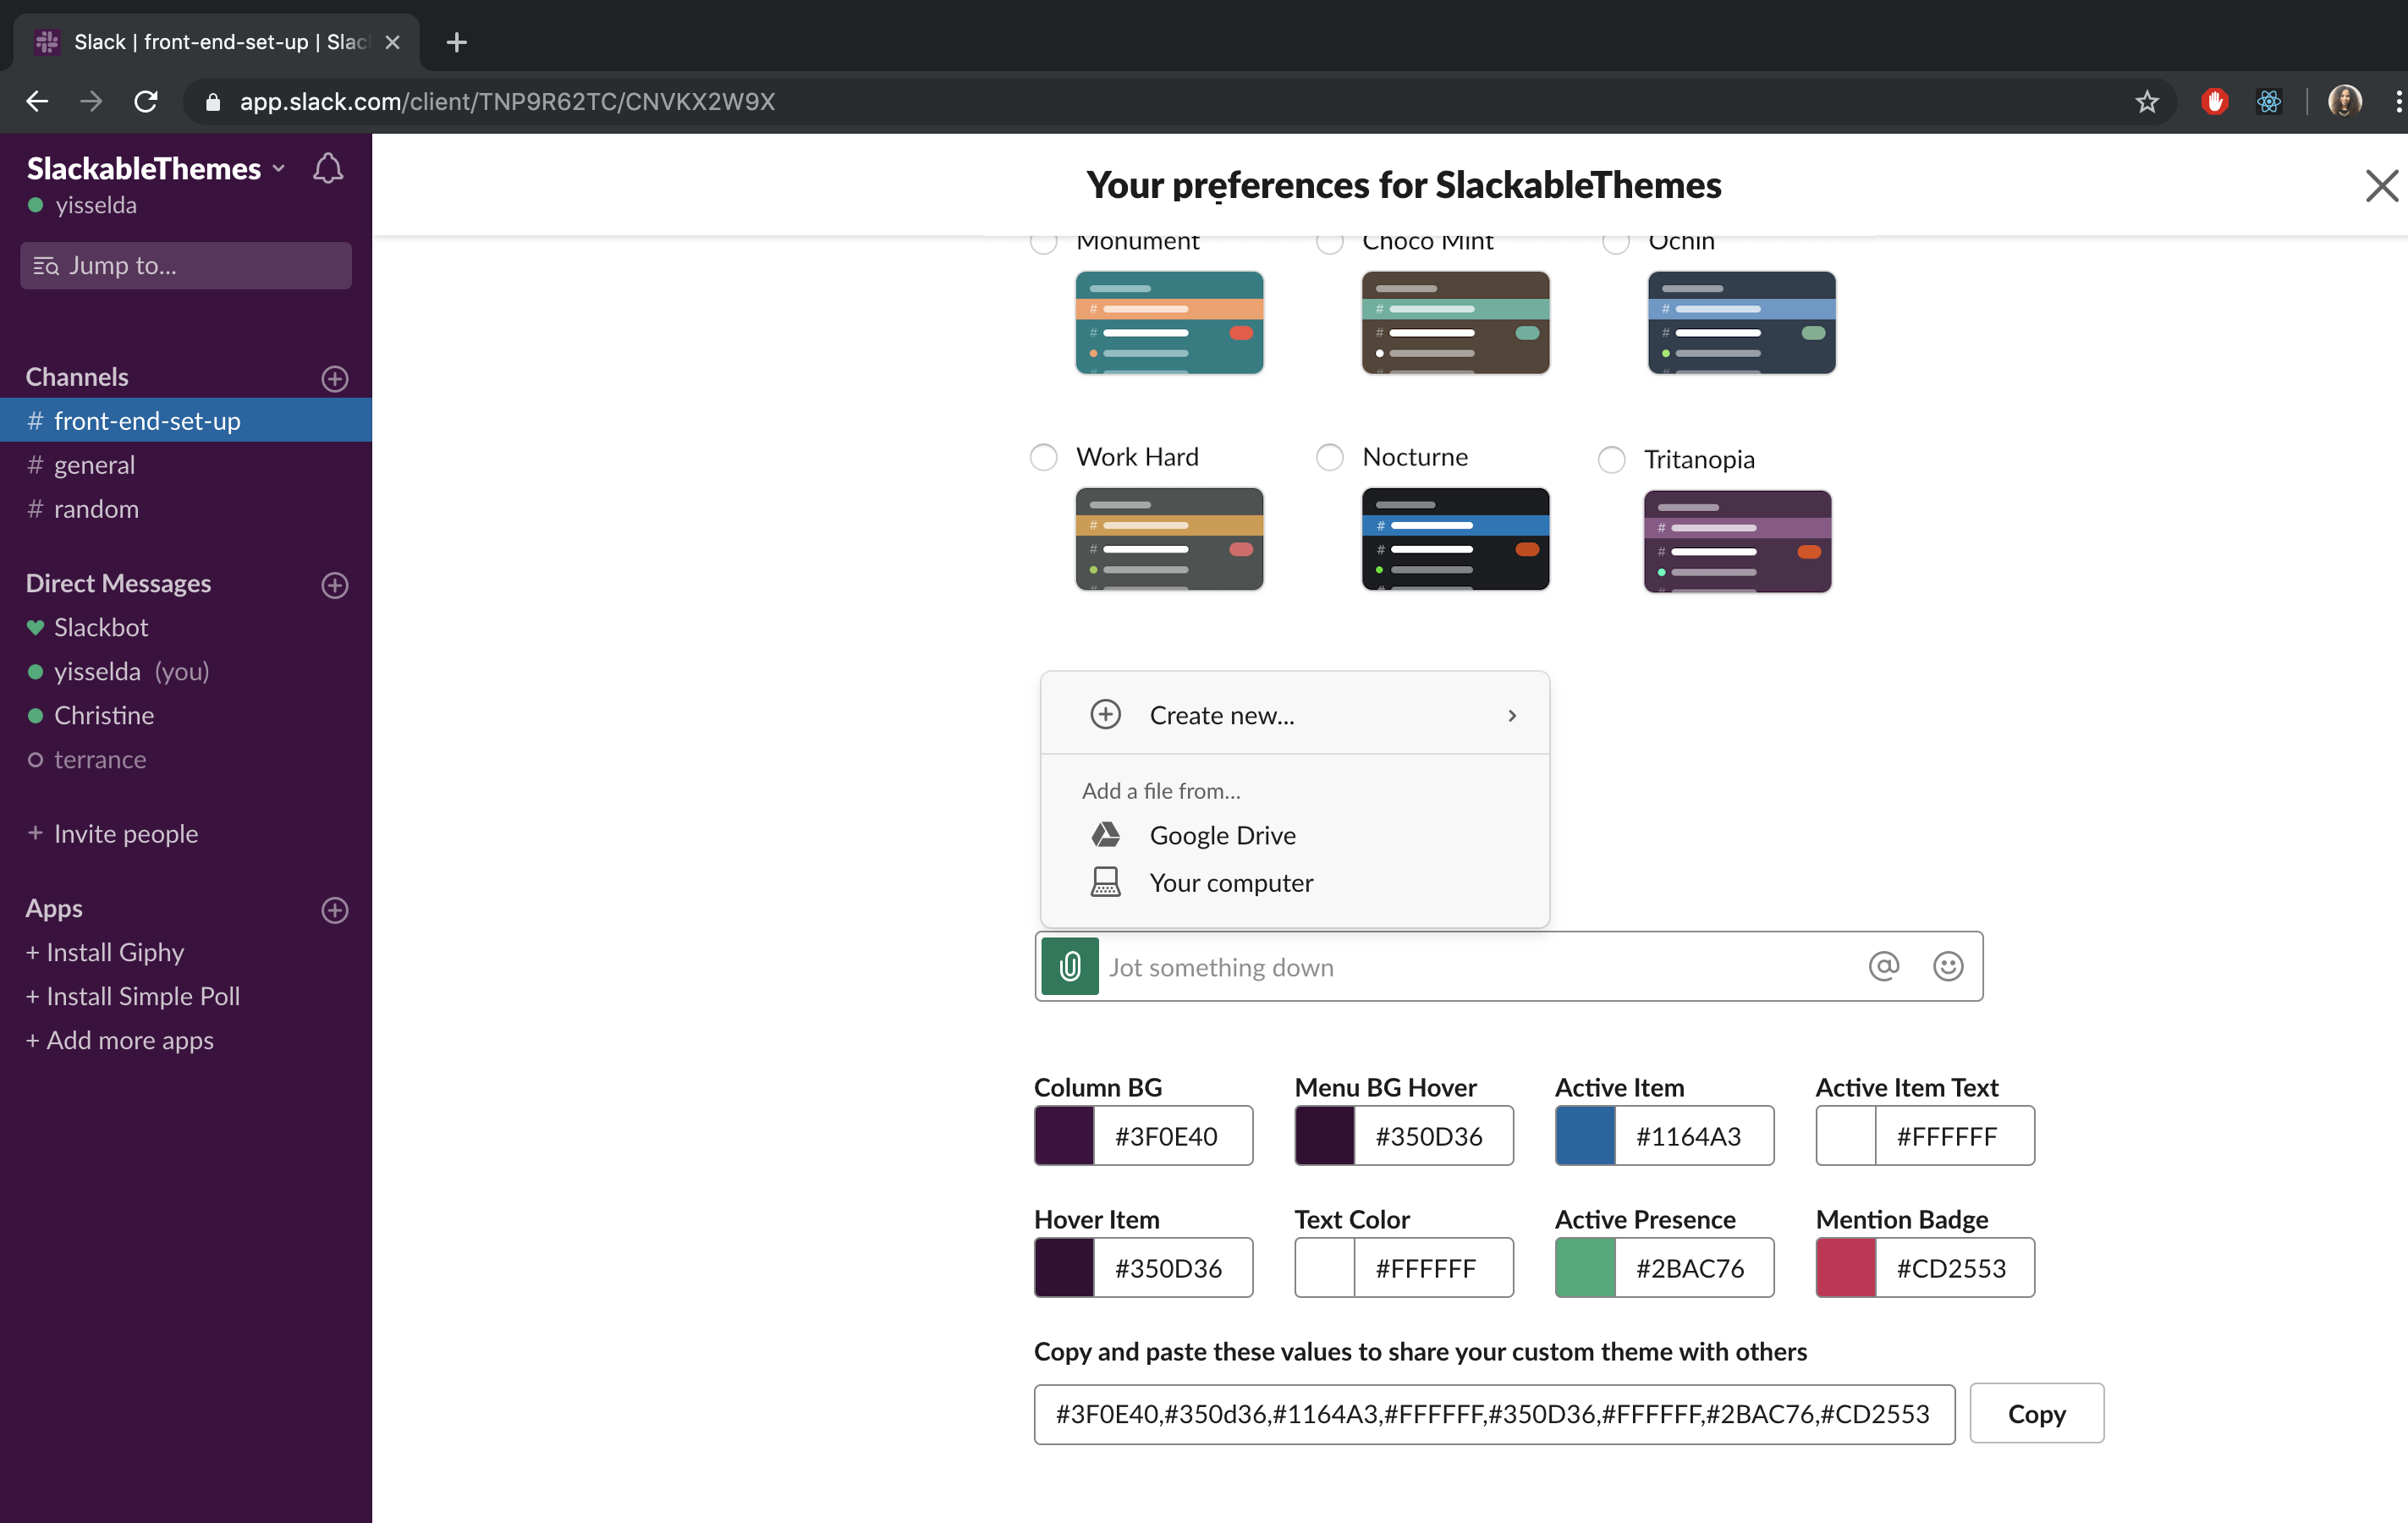 Slack | front-end-set-up | Slac
app.slack.com/client/TNP9R62TC/CNVKX2W9X
SlackableThemes
yisselda
Jump to...
Channels
# front-end-set-up
# general
# random
Direct Messages
Slackbot
yisselda (you)
Christine
terrance
+ Invite people
Apps
+ Install Giphy
+ Install Simple Poll
+ Add more apps
Your preferences for SlackableThemes
Monument
Choco Mint
Ochin
Work Hard
Nocturne
Tritanopia
Create new...
Add a file from...
Google Drive
Your computer
Jot something down
Column BG
Menu BG Hover
Active Item
Active Item Text
#3F0E40
#350D36
#1164A3
#FFFFFF
Hover Item
Text Color
Active Presence
Mention Badge
#350D36
#FFFFFF
#2BAC76
#CD2553
Copy and paste these values to share your custom theme with others
#3F0E40,#350d36,#1164A3,#FFFFFF,#350D36,#FFFFFF,#2BAC76,#CD2553
Copy